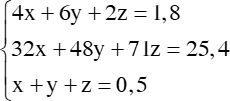 4x + 6y + 2z = 1,8
32x + 48y + 71z = 25,4
x + y + z = 0,5